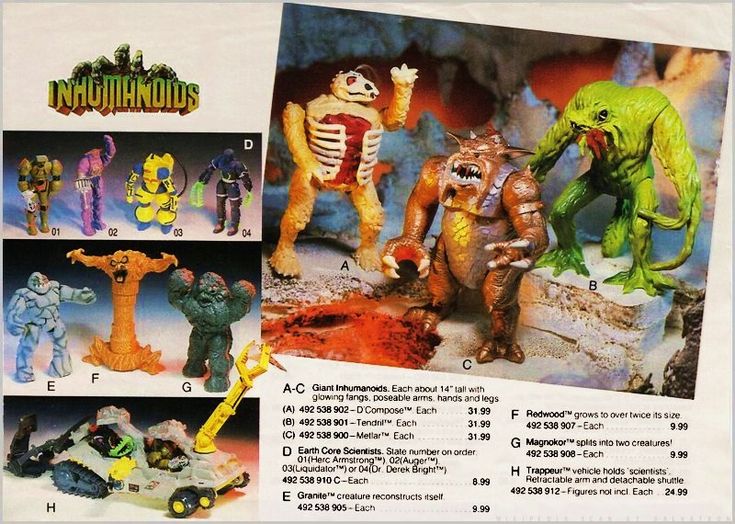 INHUMANOIDS
D
01
02
03
04
E
F
G
H
A
B
C
A-C Giant Inhumanoids. Each about 14" tall with
glowing fangs, poseable arms, hands and legs
(A) 492 538 902 – D'Compose™ Each 31.99
(B) 492 538 901 – Tendril™ Each 31.99
(C) 492 538 900 – Metlar™ Each 31.99
D Earth Core Scientists. State number on order.
01(Herc Armstrong™), 02(Auger™),
03(Liquidator™) or 04(Dr. Derek Bright™)
492 538 910 C – Each 8.99
E Granite™ creature reconstructs itself.
492 538 905 – Each 9.99
F Redwood™ grows to over twice its size.
492 538 907 – Each 9.99
G Magnokor™ splits into two creatures!
492 538 908 – Each 9.99
H Trappeur™ vehicle holds 'scientists'.
Retractable arm and detachable shuttle
492 538 912 – Figures not incl. Each 24.99